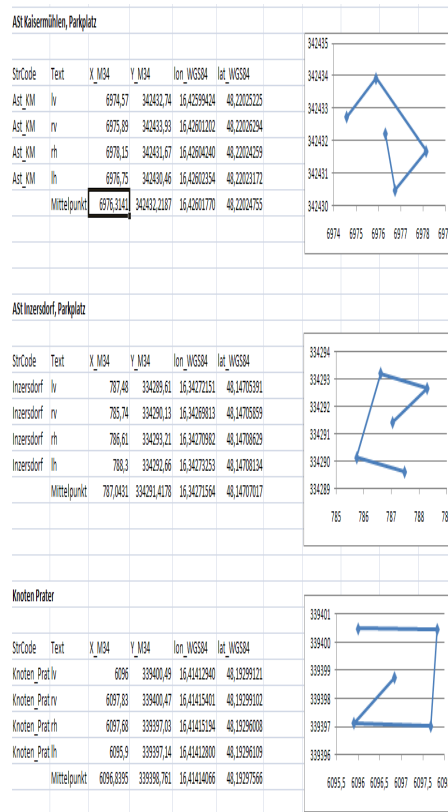 ASt Kaisermühlen, Parkplatz
StrCode Text X_M34 Y_M34 lon_WGS84 lat_WGS84
Ast_KM lv 6974,57 342432,74 16,42599424 48,22025225
Ast_KM rv 6975,89 342433,93 16,42601202 48,22026294
Ast_KM rh 6978,15 342431,67 16,42604240 48,22024259
Ast_KM lh 6976,75 342430,46 16,42602354 48,22023172
Mittelpunkt 6976,3141 342432,2187 16,42601770 48,22024755
342435
342434
342433
342432
342431
342430
6974 6975 6976 6977 6978 697
ASt Inzersdorf, Parkplatz
StrCode Text X_M34 Y_M34 lon_WGS84 lat_WGS84
Inzersdorf lv 787,48 334289,61 16,34272151 48,14705391
Inzersdorf rv 785,74 334290,13 16,34269813 48,14705859
Inzersdorf rh 786,61 334293,21 16,34270982 48,14708629
Inzersdorf lh 788,3 334292,66 16,34273253 48,14708134
Mittelpunkt 787,0431 334291,4178 16,34271564 48,14707017
334294
334293
334292
334291
334290
334289
785 786 787 788 78
Knoten Prater
StrCode Text X_M34 Y_M34 lon_WGS84 lat_WGS84
Knoten_Prat lv 6096 339400,49 16,41412940 48,19299121
Knoten_Prat rv 6097,83 339400,47 16,41415401 48,19299102
Knoten_Prat rh 6097,68 339397,03 16,41415194 48,19296008
Knoten_Prat lh 6095,9 339397,14 16,41412800 48,19296109
Mittelpunkt 6096,8395 339398,761 16,41414066 48,19297566
339401
339400
339399
339398
339397
339396
6095,5 6096 6096,5 6097 6097,5 609